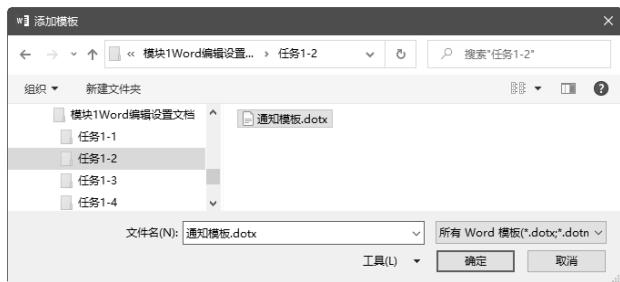 添加模板
« 模块1Word编辑设置... › 任务1-2
搜索"任务1-2"
组织 新建文件夹
模块1Word编辑设置文档
任务1-1
任务1-2
任务1-3
任务1-4
通知模板.dotx
文件名(N): 通知模板.dotx
所有 Word 模板(*.dotx;*.dotn
工具(L) 确定 取消